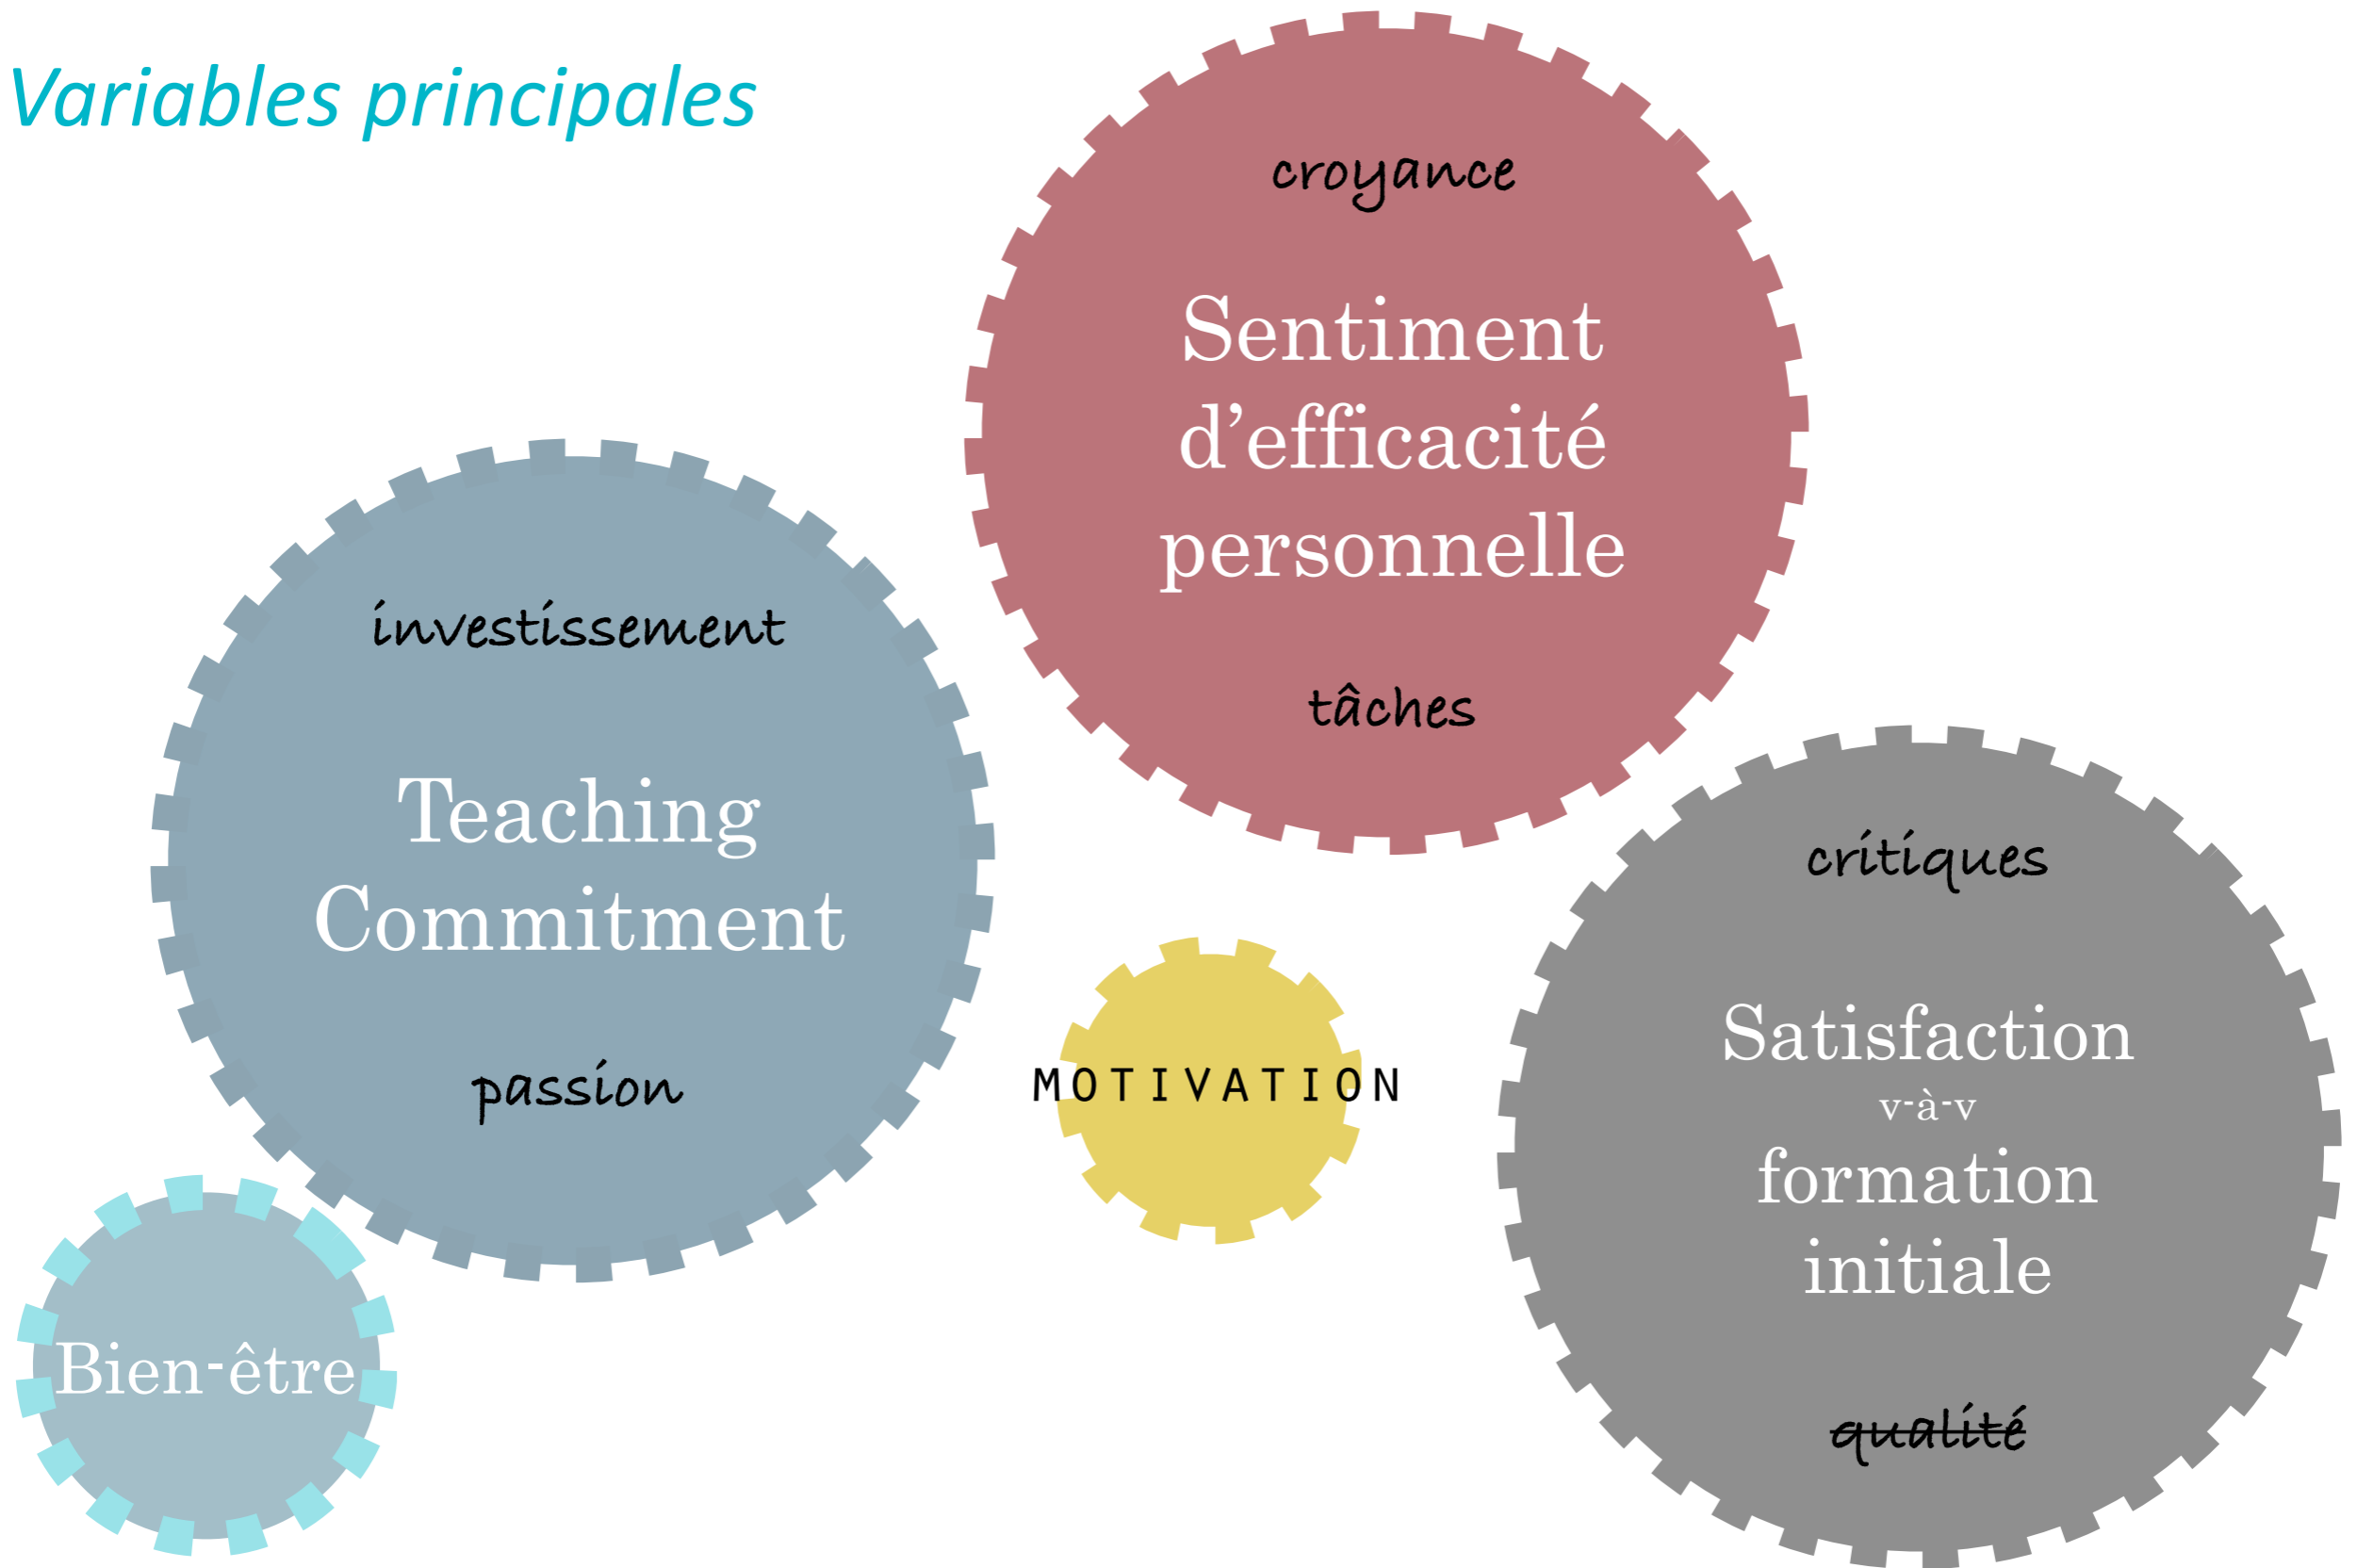 Variables principales
croyance
Sentiment
d’efficacité
personnelle
tâches
investissement
Teaching
Commitment
passion
MOTIVATION
critiques
Satisfaction
v-à-v
formation
initiale
qualité
Bien-être